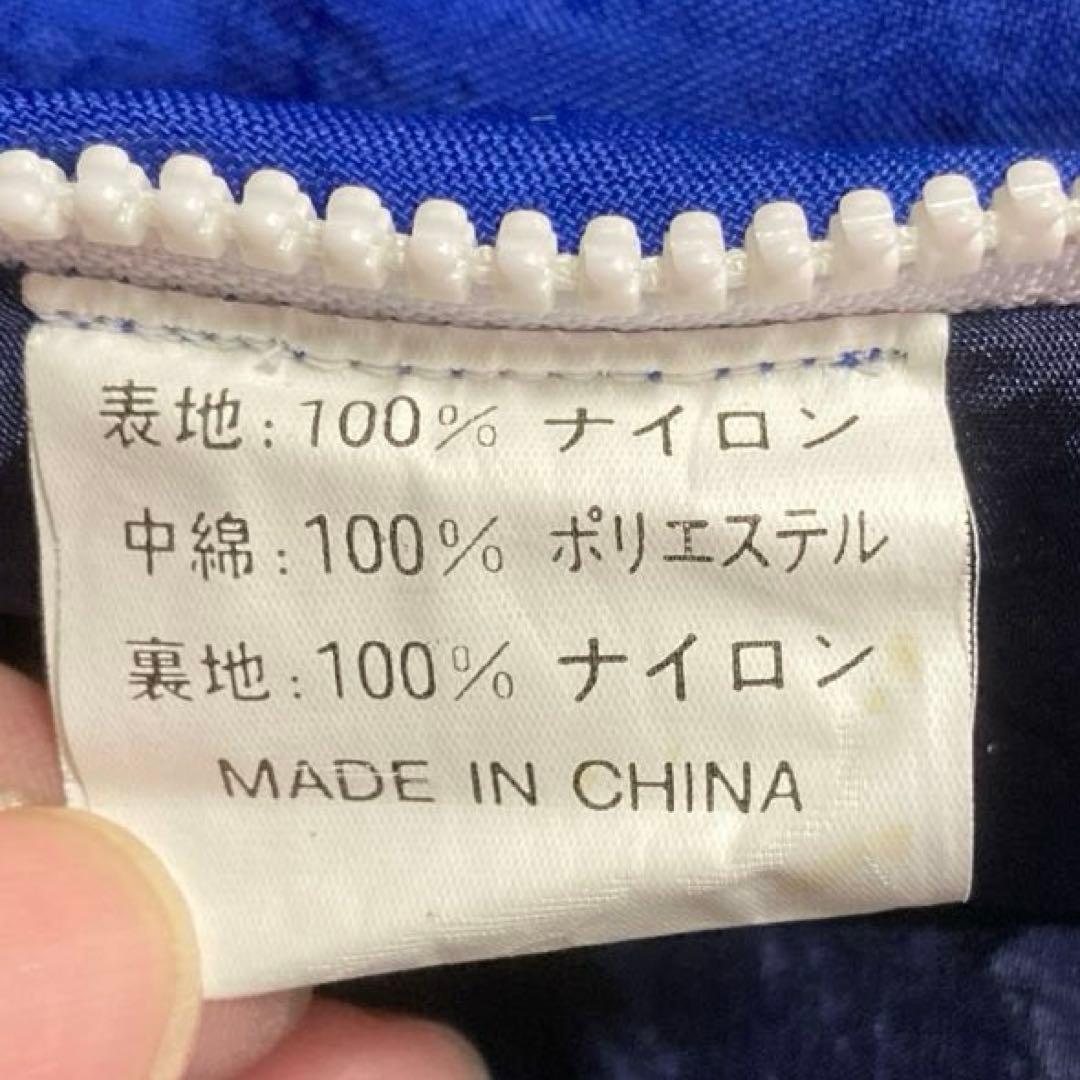 表地:100% ナイロン
中綿:100% ポリエステル
裏地:100% ナイロン
MADE IN CHINA